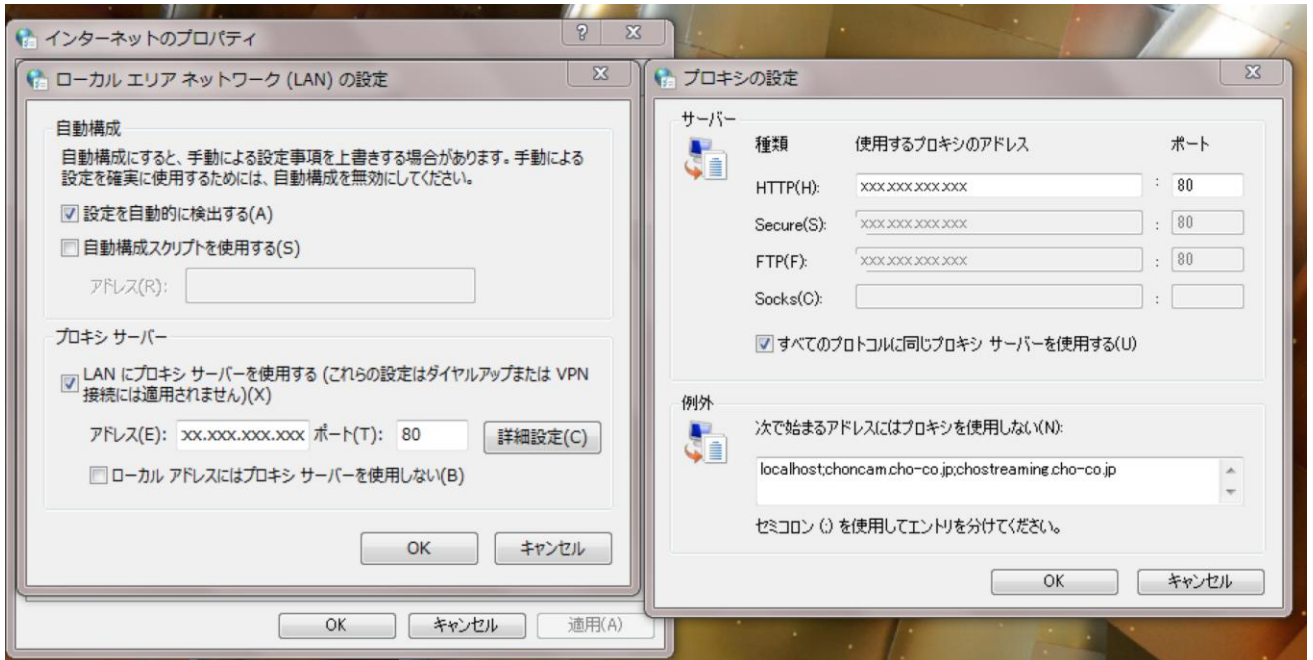 インターネットのプロパティ
ローカル エリア ネットワーク (LAN) の設定
自動構成
自動構成にすると、手動による設定事項を上書きする場合があります。手動による
設定を確実に使用するためには、自動構成を無効にしてください。
設定を自動的に検出する(A)
自動構成スクリプトを使用する(S)
アドレス(R):
プロキシ サーバー
LAN にプロキシ サーバーを使用する (これらの設定はダイヤルアップまたは VPN
接続には適用されません)(X)
アドレス(E): xx.xxx.xxx.xxx ポート(T): 80 詳細設定(C)
ローカル アドレスにはプロキシ サーバーを使用しない(B)
OK キャンセル
OK キャンセル 適用(A)
プロキシの設定
サーバー
種類 使用するプロキシのアドレス ポート
HTTP(H): xxx.xxx.xxx.xxx : 80
Secure(S): xxx.xxx.xxx.xxx : 80
FTP(F): xxx.xxx.xxx.xxx : 80
Socks(C): :
すべてのプロトコルに同じプロキシ サーバーを使用する(U)
例外
次で始まるアドレスにはプロキシを使用しない(N):
localhost;choncam.cho-co.jp;chostreaming.cho-co.jp
セミコロン (;) を使用してエントリを分けてください。
OK キャンセル